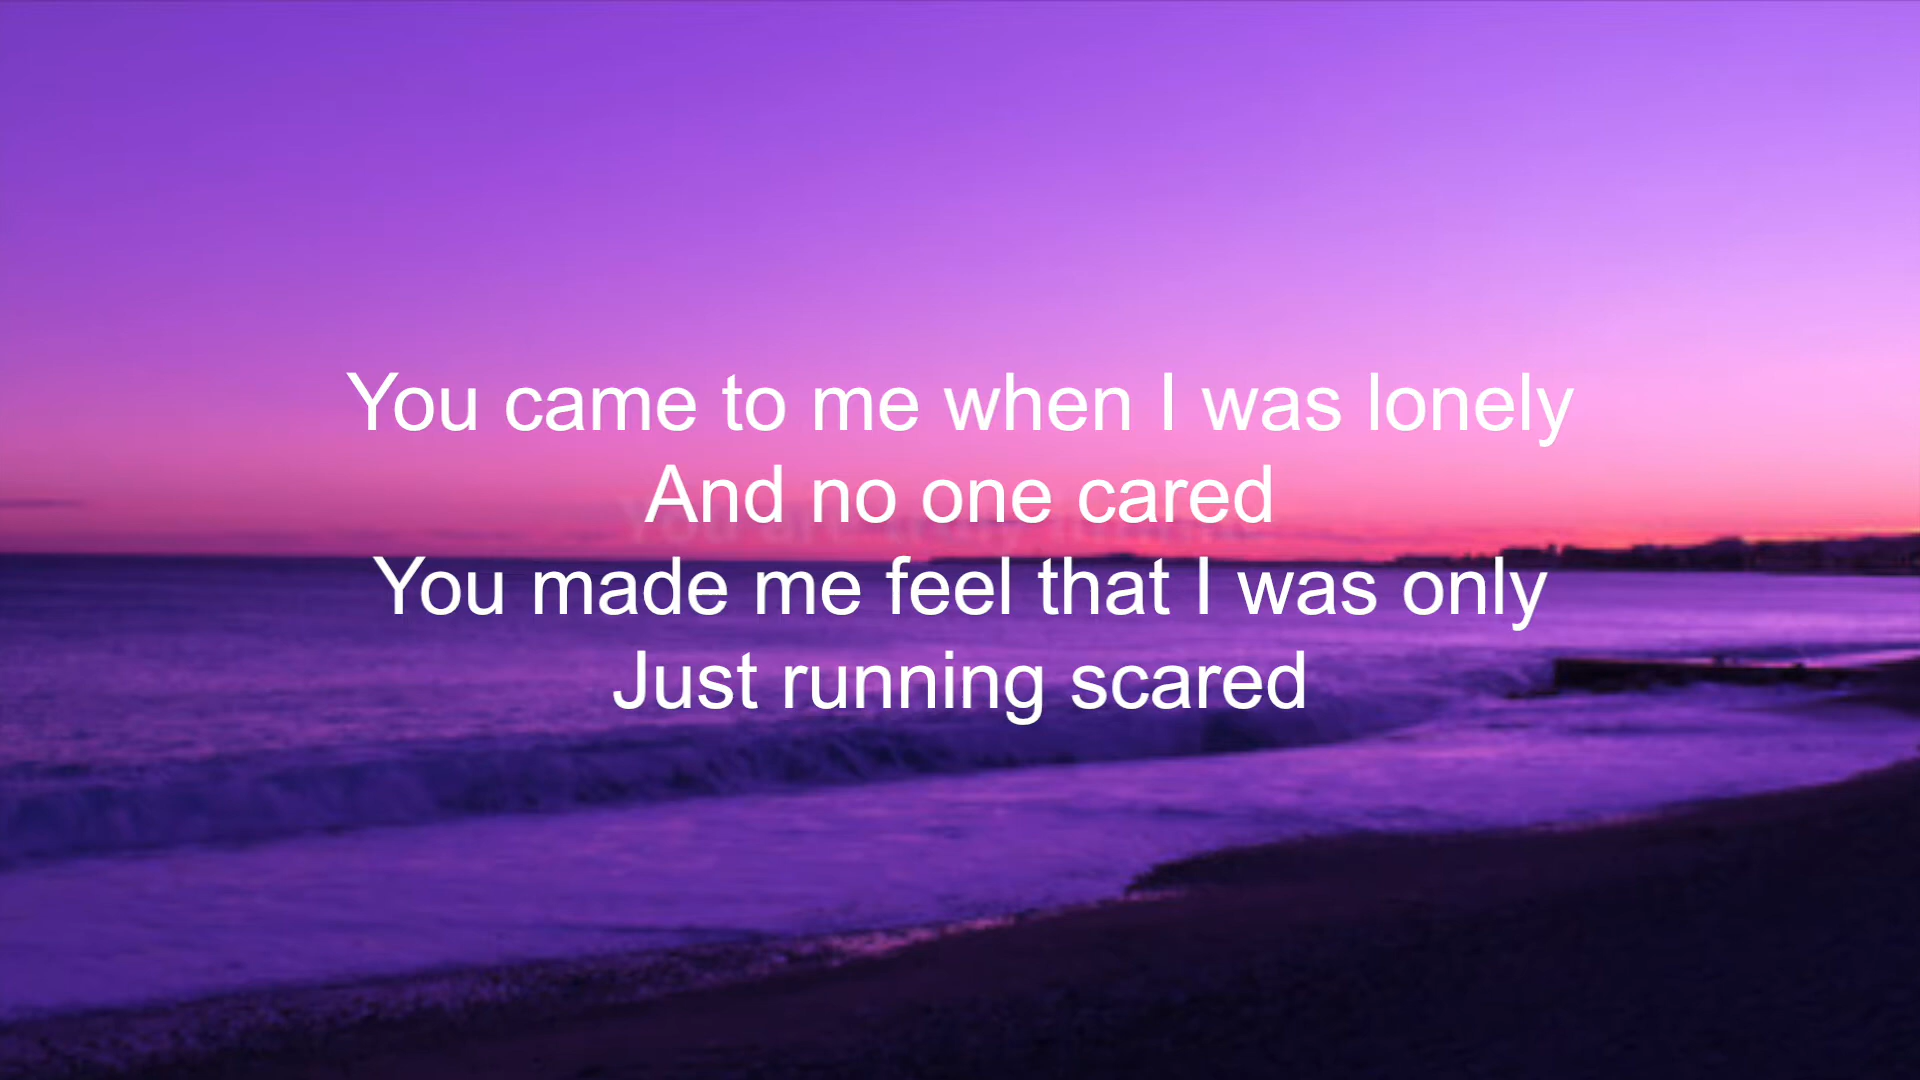 You came to me when I was lonely
And no one cared
You made me feel that I was only
Just running scared